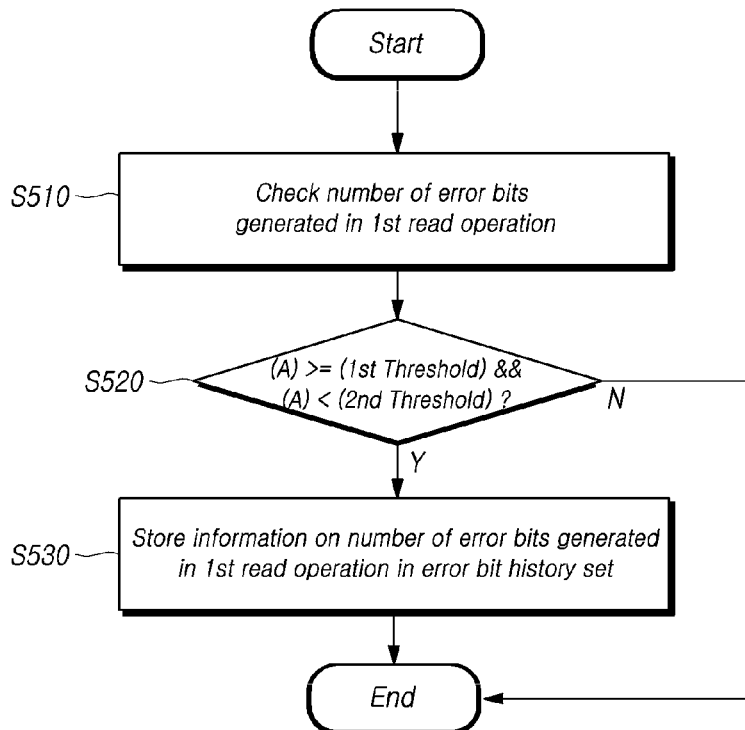 Start
S510
Check number of error bits
generated in 1st read operation
S520
(A) >= (1st Threshold) &&
(A) < (2nd Threshold) ?
N
Y
S530
Store information on number of error bits generated
in 1st read operation in error bit history set
End